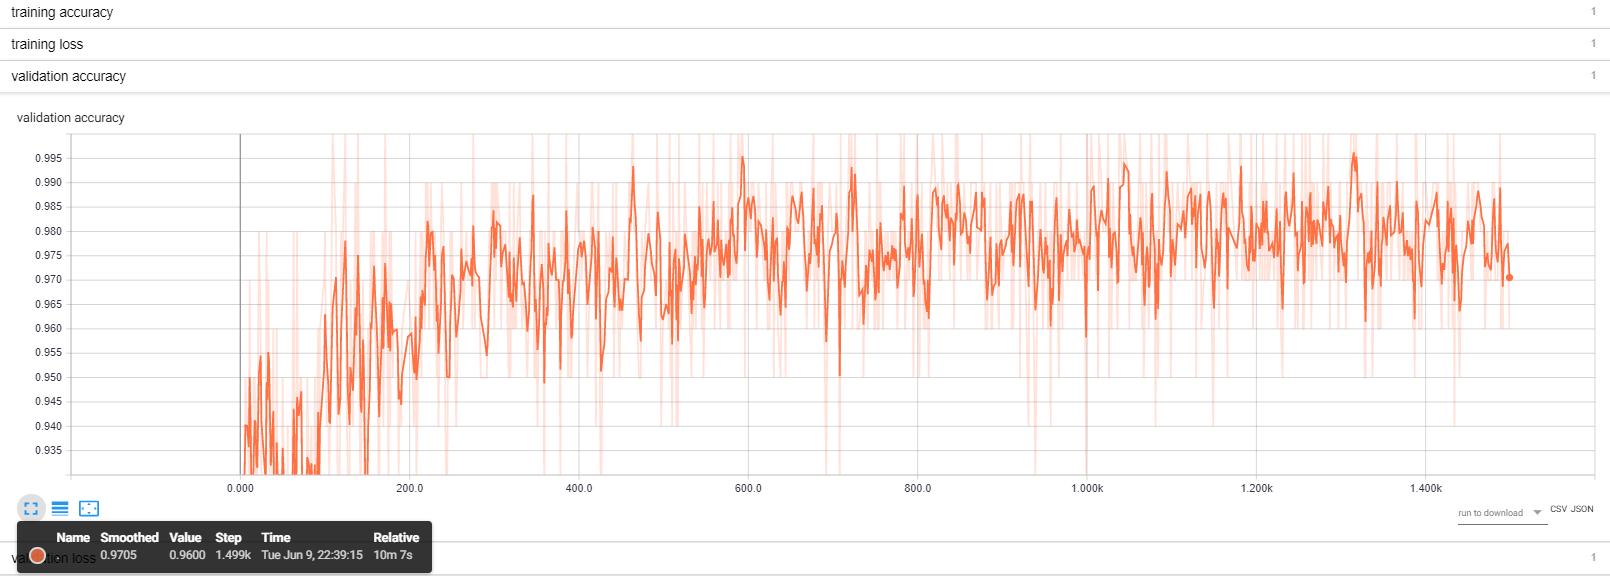 training accuracy 1
training loss 1
validation accuracy 1
validation accuracy
0.995
0.990
0.985
0.980
0.975
0.970
0.965
0.960
0.955
0.950
0.945
0.940
0.935
0.000 200.0 400.0 600.0 800.0 1.000k 1.200k 1.400k
run to download CSV JSON
Name Smoothed Value Step Time Relative
. 0.9705 0.9600 1.499k Tue Jun 9, 22:39:15 10m 7s
validation loss 1